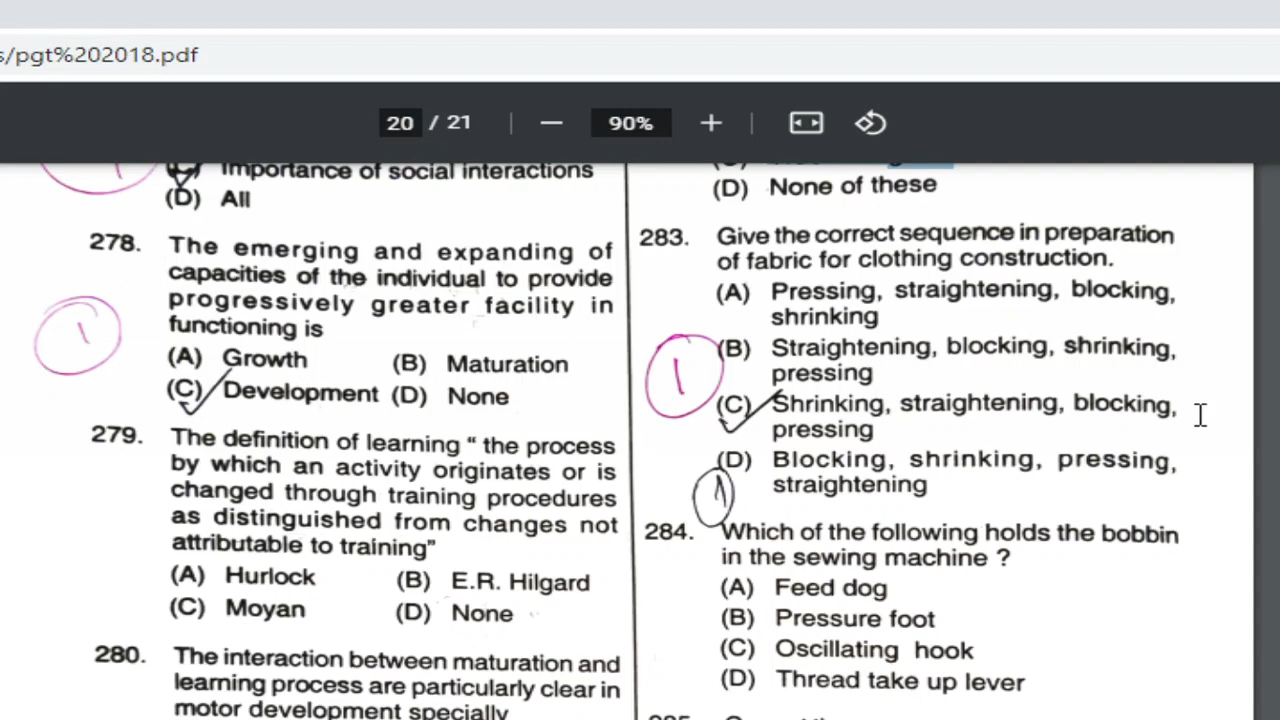 s/pgt%202018.pdf
20 / 21
90%
Importance of social interactions
(D) All
278. The emerging and expanding of
capacities of the individual to provide
progressively greater facility in
functioning is
(A) Growth (B) Maturation
(C) Development (D) None
279. The definition of learning “ the process
by which an activity originates or is
changed through training procedures
as distinguished from changes not
attributable to training”
(A) Hurlock (B) E.R. Hilgard
(C) Moyan (D) None
280. The interaction between maturation and
learning process are particularly clear in
motor development specially
(D) None of these
283. Give the correct sequence in preparation
of fabric for clothing construction.
(A) Pressing, straightening, blocking,
shrinking
(B) Straightening, blocking, shrinking,
pressing
(C) Shrinking, straightening, blocking,
pressing
(D) Blocking, shrinking, pressing,
straightening
284. Which of the following holds the bobbin
in the sewing machine ?
(A) Feed dog
(B) Pressure foot
(C) Oscillating hook
(D) Thread take up lever